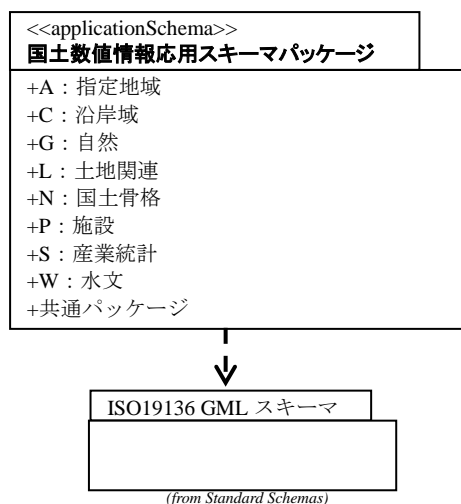 <<applicationSchema>>
国土数値情報応用スキーマパッケージ
+A：指定地域
+C：沿岸域
+G：自然
+L：土地関連
+N：国土骨格
+P：施設
+S：産業統計
+W：水文
+共通パッケージ
ISO19136 GML スキーマ
(from Standard Schemas)